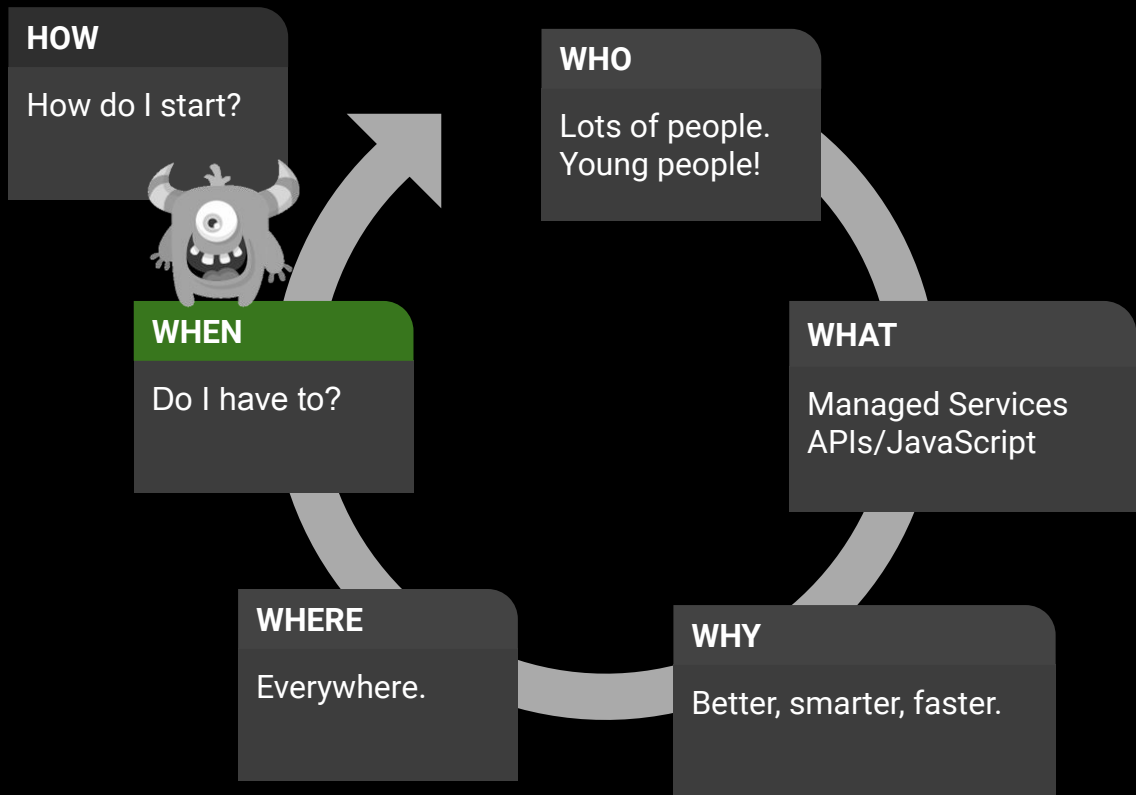 HOW
How do I start?
WHO
Lots of people.
Young people!
WHAT
Managed Services
APIs/JavaScript
WHY
Better, smarter, faster.
WHERE
Everywhere.
WHEN
Do I have to?